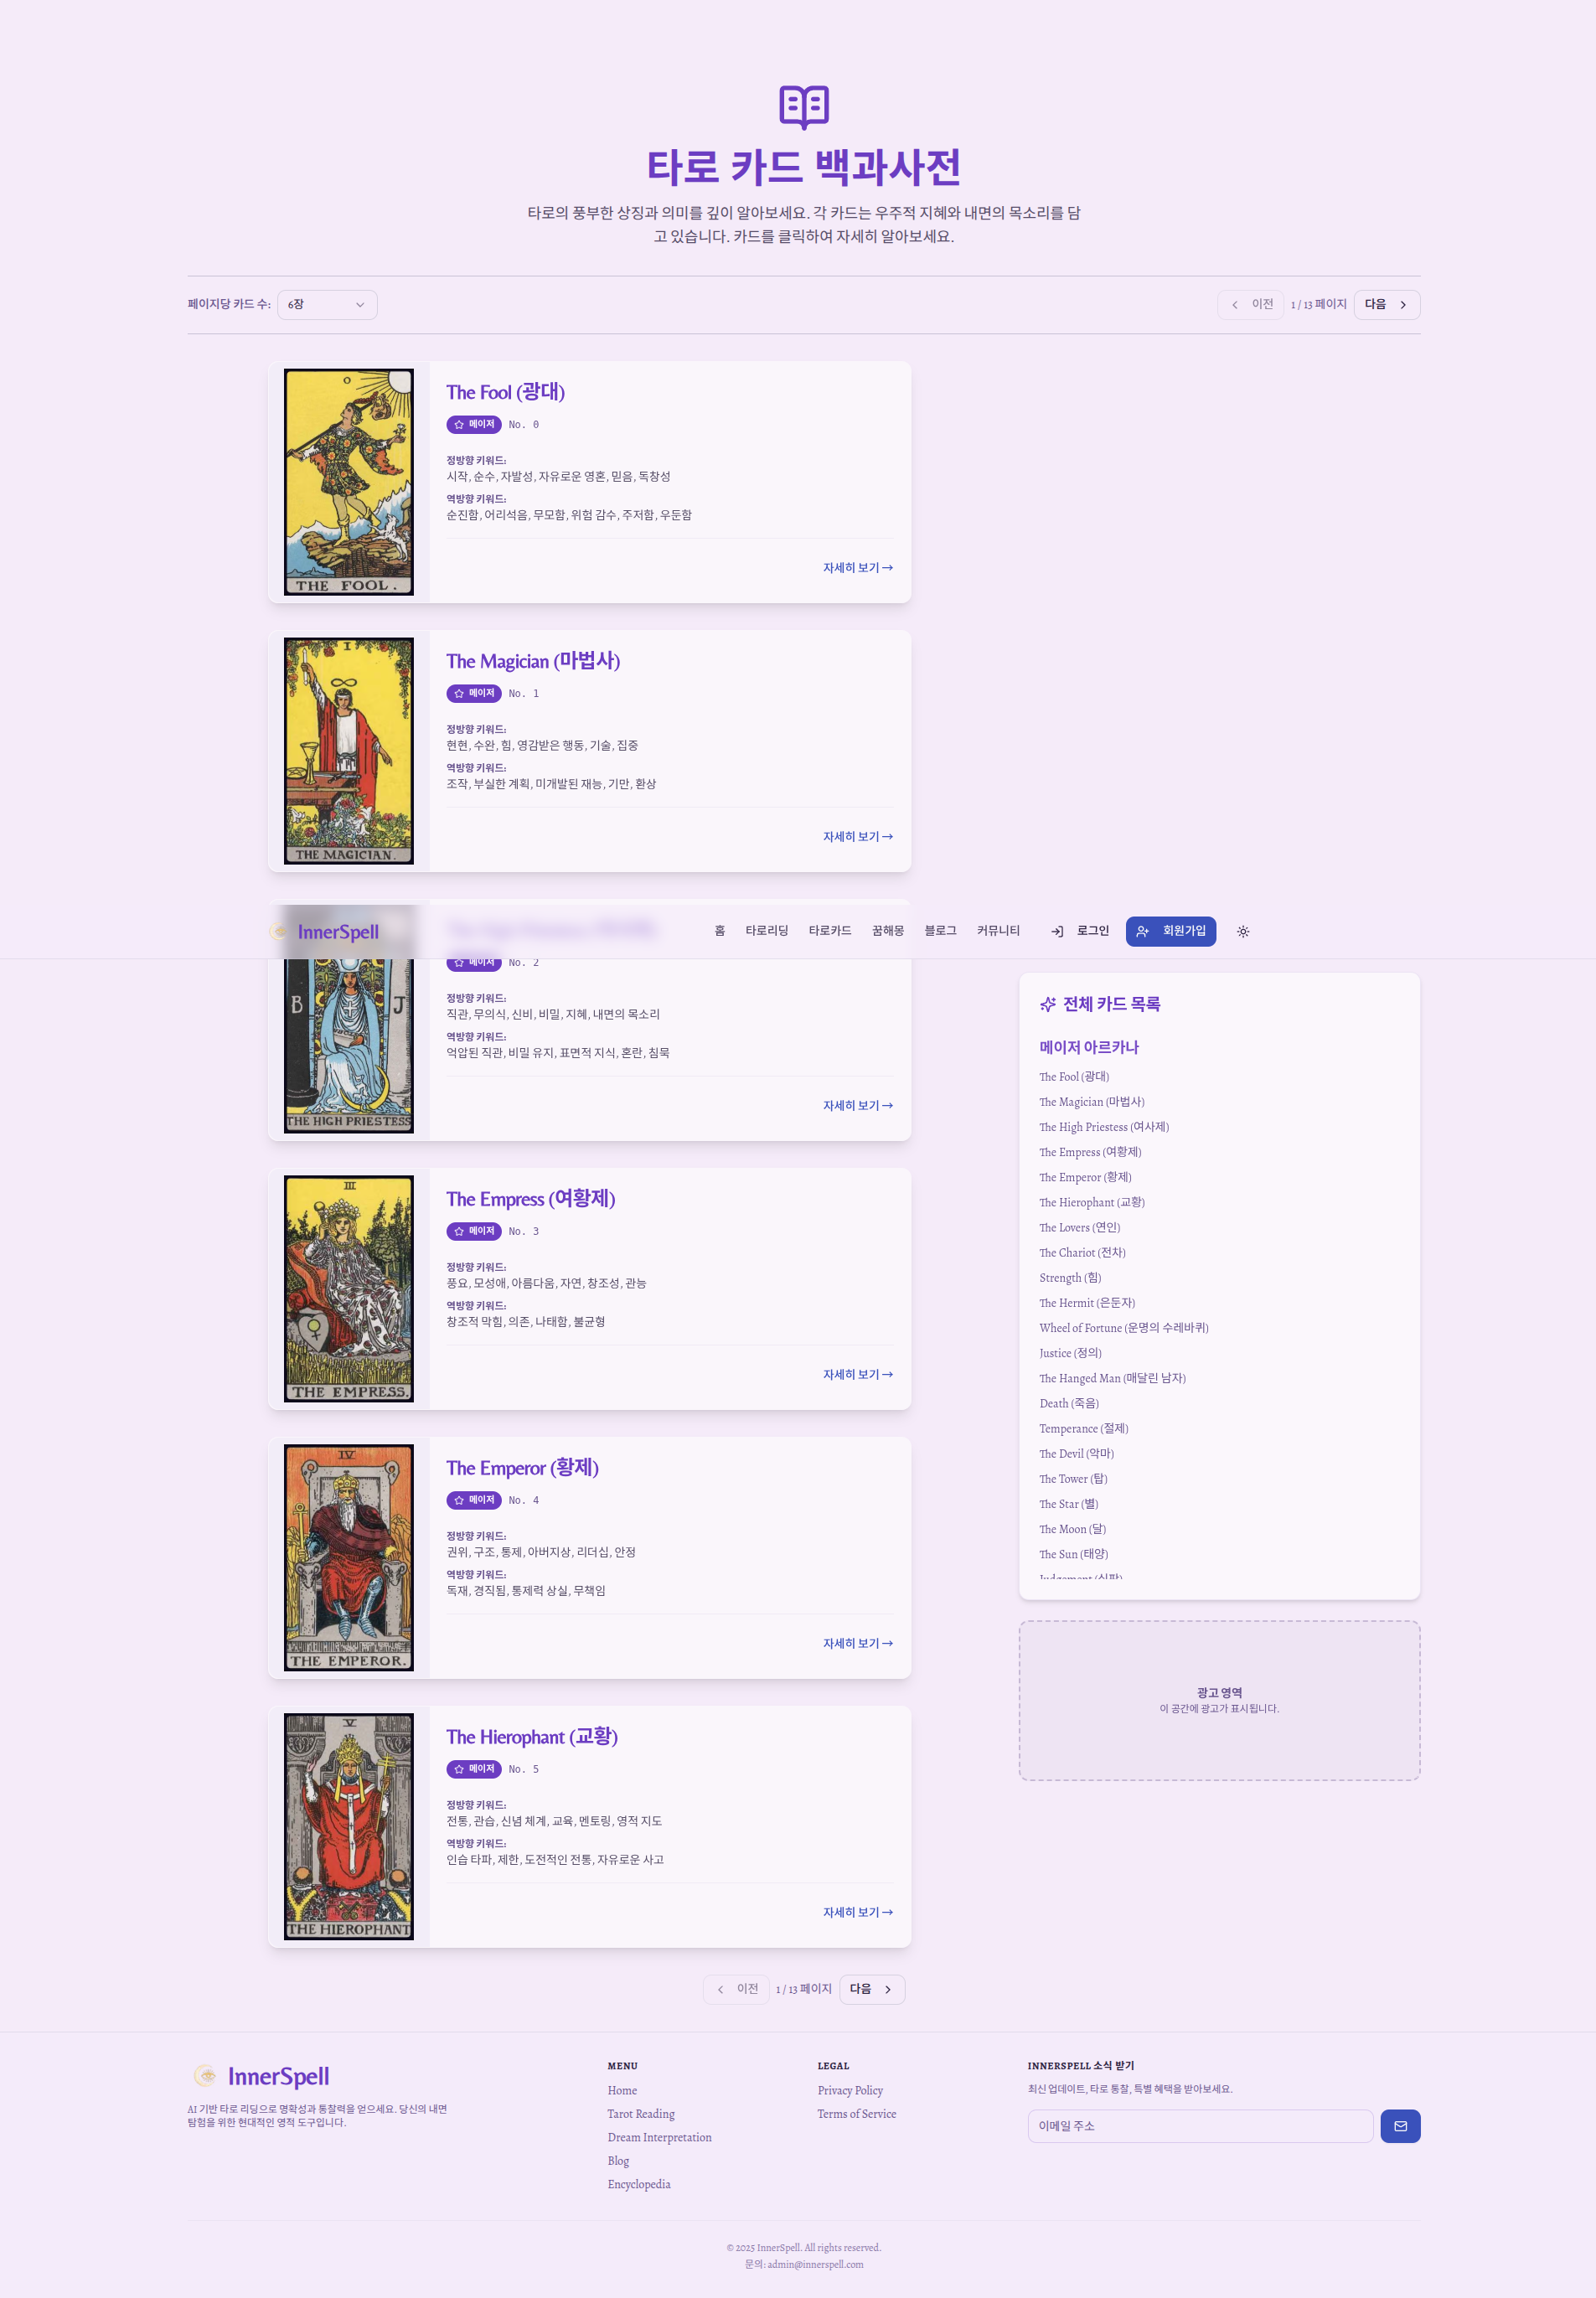 타로 카드 백과사전
타로의 풍부한 상징과 의미를 깊이 알아보세요. 각 카드는 우주적 지혜와 내면의 목소리를 담
고 있습니다. 카드를 클릭하여 자세히 알아보세요.
페이지당 카드 수: 6장
이전 1 / 13 페이지 다음
0
THE FOOL.
The Fool (광대)
메이저 No. 0
정방향 키워드:
시작, 순수, 자발성, 자유로운 영혼, 믿음, 독창성
역방향 키워드:
순진함, 어리석음, 무모함, 위험 감수, 주저함, 우둔함
자세히 보기 →
I
THE MAGICIAN.
The Magician (마법사)
메이저 No. 1
정방향 키워드:
현현, 수완, 힘, 영감받은 행동, 기술, 집중
역방향 키워드:
조작, 부실한 계획, 미개발된 재능, 기만, 환상
자세히 보기 →
InnerSpell
홈 타로리딩 타로카드 꿈해몽 블로그 커뮤니티 로그인 회원가입
B J
THE HIGH PRIESTESS
메이저 No. 2
정방향 키워드:
직관, 무의식, 신비, 비밀, 지혜, 내면의 목소리
역방향 키워드:
억압된 직관, 비밀 유지, 표면적 지식, 혼란, 침묵
자세히 보기 →
III
THE EMPRESS.
The Empress (여황제)
메이저 No. 3
정방향 키워드:
풍요, 모성애, 아름다움, 자연, 창조성, 관능
역방향 키워드:
창조적 막힘, 의존, 나태함, 불균형
자세히 보기 →
IV
THE EMPEROR.
The Emperor (황제)
메이저 No. 4
정방향 키워드:
권위, 구조, 통제, 아버지상, 리더십, 안정
역방향 키워드:
독재, 경직됨, 통제력 상실, 무책임
자세히 보기 →
V
THE HIEROPHANT
The Hierophant (교황)
메이저 No. 5
정방향 키워드:
전통, 관습, 신념 체계, 교육, 멘토링, 영적 지도
역방향 키워드:
인습 타파, 제한, 도전적인 전통, 자유로운 사고
자세히 보기 →
이전 1 / 13 페이지 다음
전체 카드 목록
메이저 아르카나
The Fool (광대)
The Magician (마법사)
The High Priestess (여사제)
The Empress (여황제)
The Emperor (황제)
The Hierophant (교황)
The Lovers (연인)
The Chariot (전차)
Strength (힘)
The Hermit (은둔자)
Wheel of Fortune (운명의 수레바퀴)
Justice (정의)
The Hanged Man (매달린 남자)
Death (죽음)
Temperance (절제)
The Devil (악마)
The Tower (탑)
The Star (별)
The Moon (달)
The Sun (태양)
Judgement (심판)
광고 영역
이 공간에 광고가 표시됩니다.
InnerSpell
AI 기반 타로 리딩으로 명확성과 통찰력을 얻으세요. 당신의 내면
탐험을 위한 현대적인 영적 도구입니다.
MENU
Home
Tarot Reading
Dream Interpretation
Blog
Encyclopedia
LEGAL
Privacy Policy
Terms of Service
INNERSPELL 소식 받기
최신 업데이트, 타로 통찰, 특별 혜택을 받아보세요.
이메일 주소
© 2025 InnerSpell. All rights reserved.
문의: admin@innerspell.com